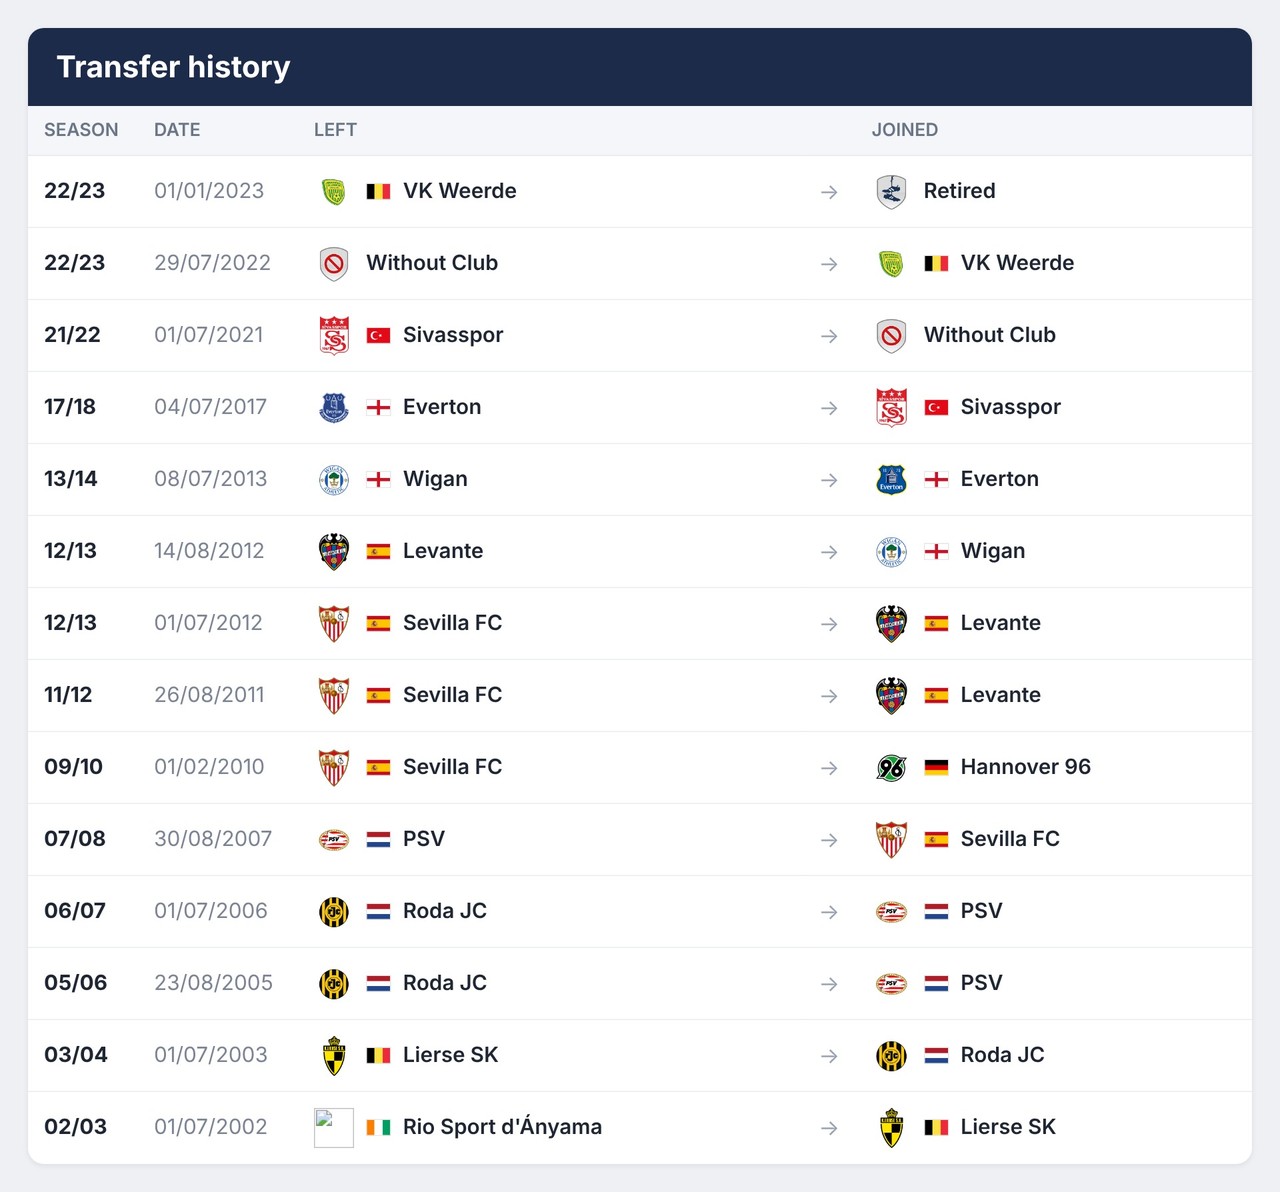 Transfer history
SEASON DATE LEFT JOINED
22/23 01/01/2023 VK Weerde → Retired
22/23 29/07/2022 Without Club → VK Weerde
21/22 01/07/2021 Sivasspor → Without Club
17/18 04/07/2017 Everton → Sivasspor
13/14 08/07/2013 Wigan → Everton
12/13 14/08/2012 Levante → Wigan
12/13 01/07/2012 Sevilla FC → Levante
11/12 26/08/2011 Sevilla FC → Levante
09/10 01/02/2010 Sevilla FC → Hannover 96
07/08 30/08/2007 PSV → Sevilla FC
06/07 01/07/2006 Roda JC → PSV
05/06 23/08/2005 Roda JC → PSV
03/04 01/07/2003 Lierse SK → Roda JC
02/03 01/07/2002 Rio Sport d'Ányama → Lierse SK